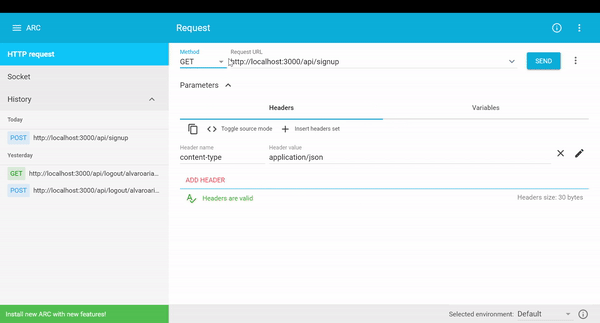 ARC
Request
HTTP request
Socket
History
Today
POST http://localhost:3000/api/signup
Yesterday
GET http://localhost:3000/api/logout/alvaroaria...
POST http://localhost:3000/api/logout/alvaroari...
Install new ARC with new features!
Method
GET
Request URL
http://localhost:3000/api/signup
SEND
Parameters
Headers
Variables
Toggle source mode
Insert headers set
Header name
content-type
Header value
application/json
ADD HEADER
Headers are valid
Headers size: 30 bytes
Selected environment: Default